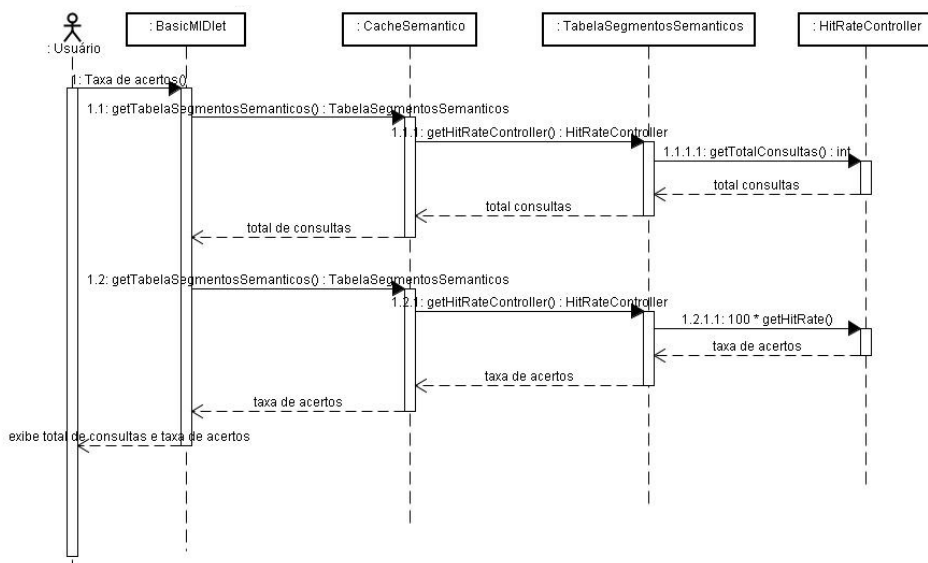 : Usuário
: BasicMIDlet
: CacheSemantico
: TabelaSegmentosSemanticos
: HitRateController
1: Taxa de acertos()
1.1: getTabelaSegmentosSemanticos() : TabelaSegmentosSemanticos
1.1.1: getHitRateController() : HitRateController
1.1.1.1: getTotalConsultas() : int
total consultas
total consultas
total de consultas
1.2: getTabelaSegmentosSemanticos() : TabelaSegmentosSemanticos
1.2.1: getHitRateController() : HitRateController
1.2.1.1: 100 * getHitRate()
taxa de acertos
taxa de acertos
taxa de acertos
exibe total de consultas e taxa de acertos